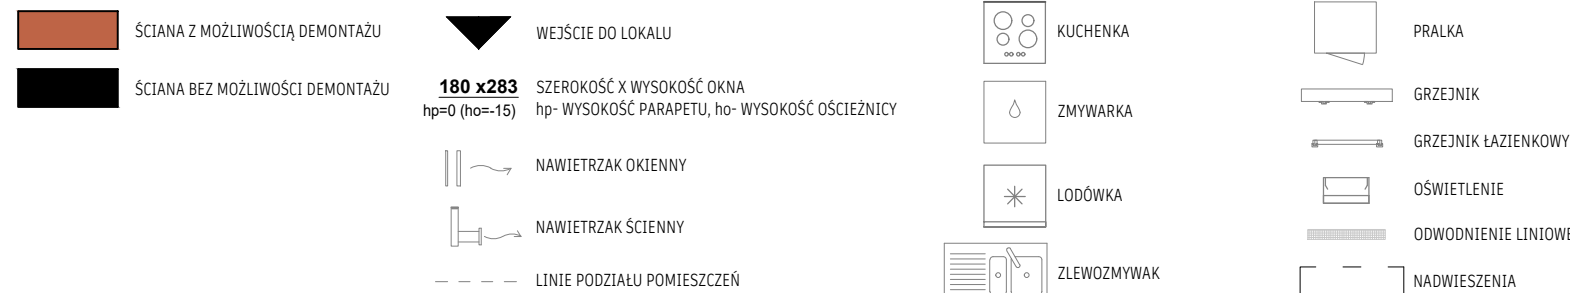 ŚCIANA Z MOŻLIWOŚCIĄ DEMONTAŻU
ŚCIANA BEZ MOŻLIWOŚCI DEMONTAŻU
WEJŚCIE DO LOKALU
180 x283
hp=0 (ho=-15)
SZEROKOŚĆ X WYSOKOŚĆ OKNA
hp- WYSOKOŚĆ PARAPETU, ho- WYSOKOŚĆ OŚCIEŻNICY
NAWIETRZAK OKIENNY
NAWIETRZAK ŚCIENNY
LINIE PODZIAŁU POMIESZCZEŃ
KUCHENKA
ZMYWARKA
LODÓWKA
ZLEWOZMYWAK
PRALKA
GRZEJNIK
GRZEJNIK ŁAZIENKOWY
OŚWIETLENIE
ODWODNIENIE LINIOWE
NADWIESZENIA